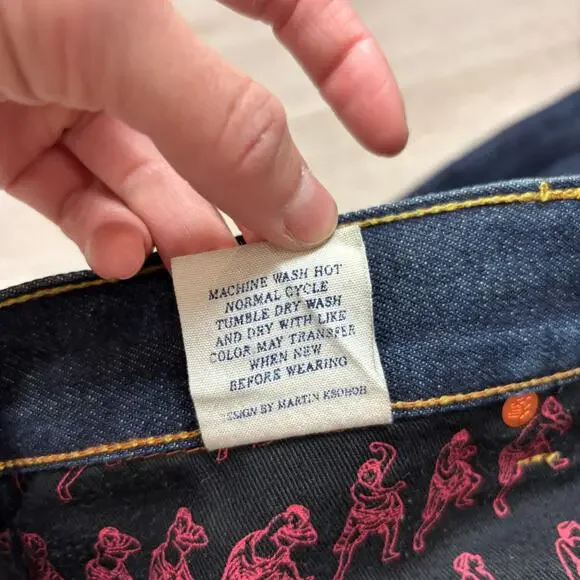 MACHINE WASH HOT
NORMAL CYCLE
TUMBLE DRY WASH
AND DRY WITH LIKE
COLOR MAY TRANSFER
WHEN NEW
BEFORE WEARING
DESIGN BY MARTIN KSOHOH